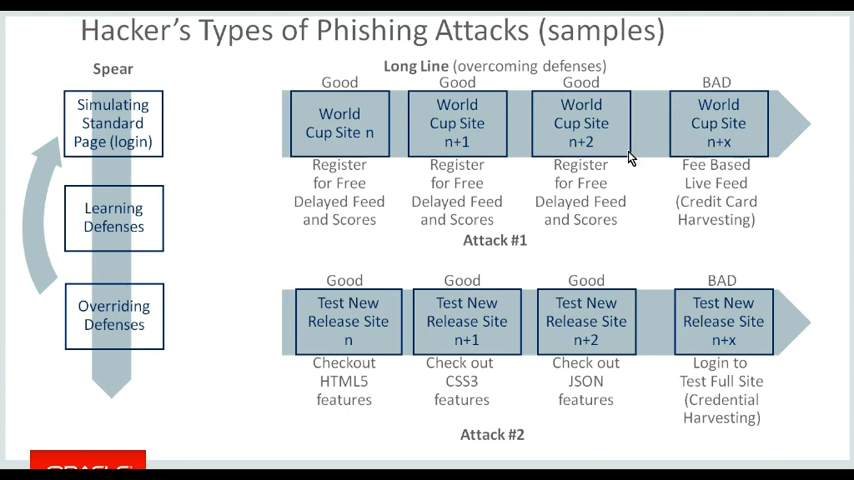 Hacker's Types of Phishing Attacks (samples)
Spear
Simulating
Standard
Page (login)
Learning
Defenses
Overriding
Defenses
Long Line (overcoming defenses)
Good
Good
Good
BAD
World
Cup Site n
World
Cup Site
n+1
World
Cup Site
n+2
World
Cup Site
n+x
Register
for Free
Delayed Feed
and Scores
Register
for Free
Delayed Feed
and Scores
Register
for Free
Delayed Feed
and Scores
Fee Based
Live Feed
(Credit Card
Harvesting)
Attack #1
Good
Good
Good
BAD
Test New
Release Site
n
Test New
Release Site
n+1
Test New
Release Site
n+2
Test New
Release Site
n+x
Checkout
HTML5
features
Check out
CSS3
features
Check out
JSON
features
Login to
Test Full Site
(Credential
Harvesting)
Attack #2
ORACLE